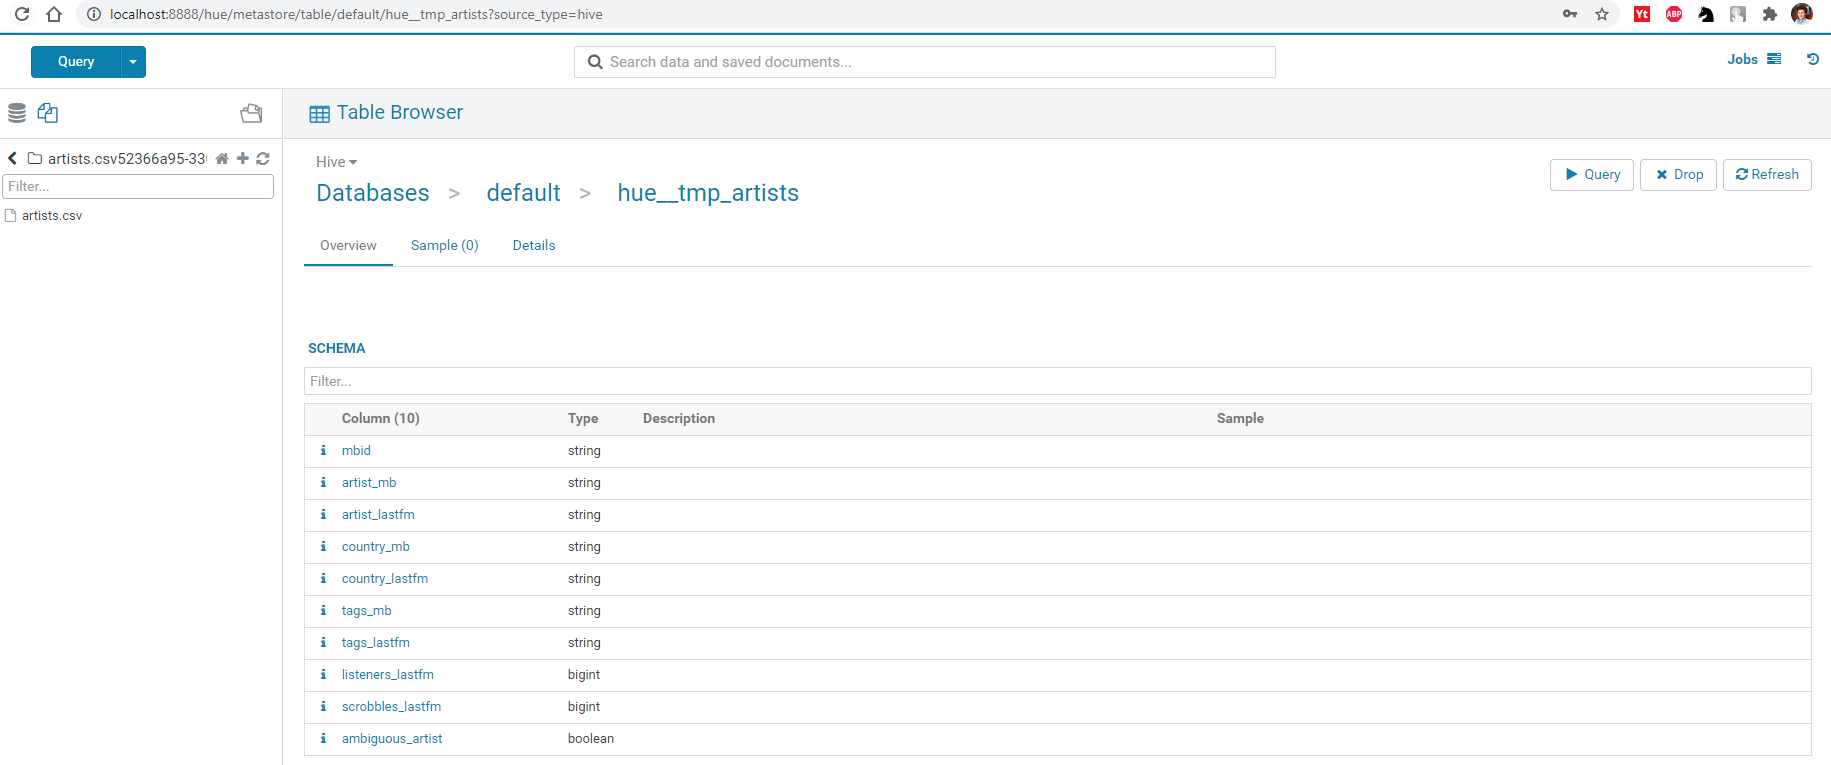 localhost:8888/hue/metastore/table/default/hue__tmp_artists?source_type=hive
Yt
ABP
Query
Search data and saved documents...
Jobs
Table Browser
artists.csv52366a95-33
Filter...
artists.csv
Hive
Databases > default > hue__tmp_artists
Query
Drop
Refresh
Overview
Sample (0)
Details
SCHEMA
Filter...
Column (10) Type Description Sample
i mbid string
i artist_mb string
i artist_lastfm string
i country_mb string
i country_lastfm string
i tags_mb string
i tags_lastfm string
i listeners_lastfm bigint
i scrobbles_lastfm bigint
i ambiguous_artist boolean